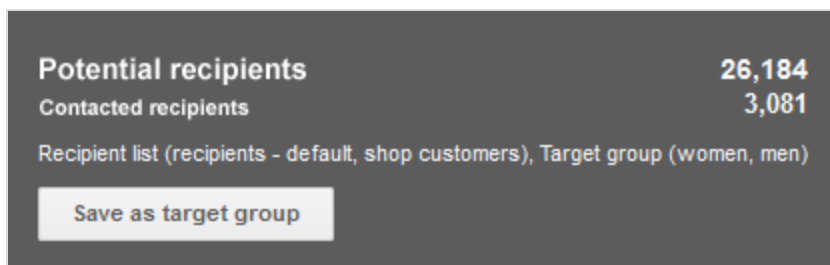 Potential recipients 26,184
Contacted recipients 3,081
Recipient list (recipients - default, shop customers), Target group (women, men)
Save as target group